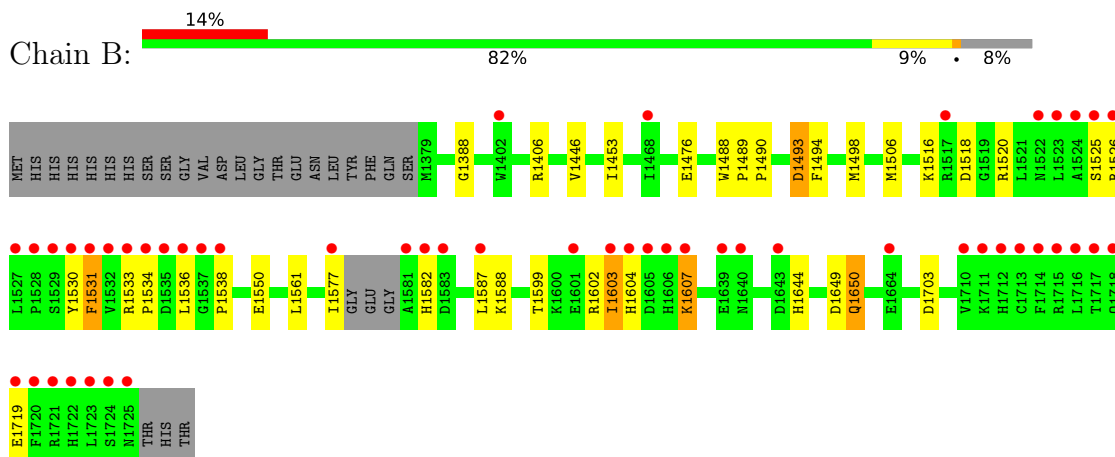 14%
Chain B:
82% 9% • 8%
MET HIS HIS HIS HIS HIS HIS SER SER GLY VAL ASP LEU GLY THR GLU ASN LEU TYR PHE GLN SER M1379 G1388 W1402 R1406 V1446 I1453 I1468 E1476 W1488 P1489 P1490 D1493 F1494 M1498 M1506 K1516 R1517 D1518 G1519 R1520 L1521 N1522 L1523 A1524 S1525 R1526
L1527 P1528 S1529 Y1530 F1531 V1532 R1533 P1534 D1535 L1536 G1537 P1538 E1550 L1561 I1577 GLY GLU GLY A1581 H1582 D1583 L1587 K1588 T1599 K1600 E1601 R1602 I1603 H1604 D1605 H1606 K1607 E1639 N1640 D1643 H1644 D1649 Q1650 E1664 D1703 V1710 K1711 H1712 C1713 F1714 R1715 L1716 T1717
E1719 F1720 R1721 H1722 L1723 S1724 N1725 THR HIS THR